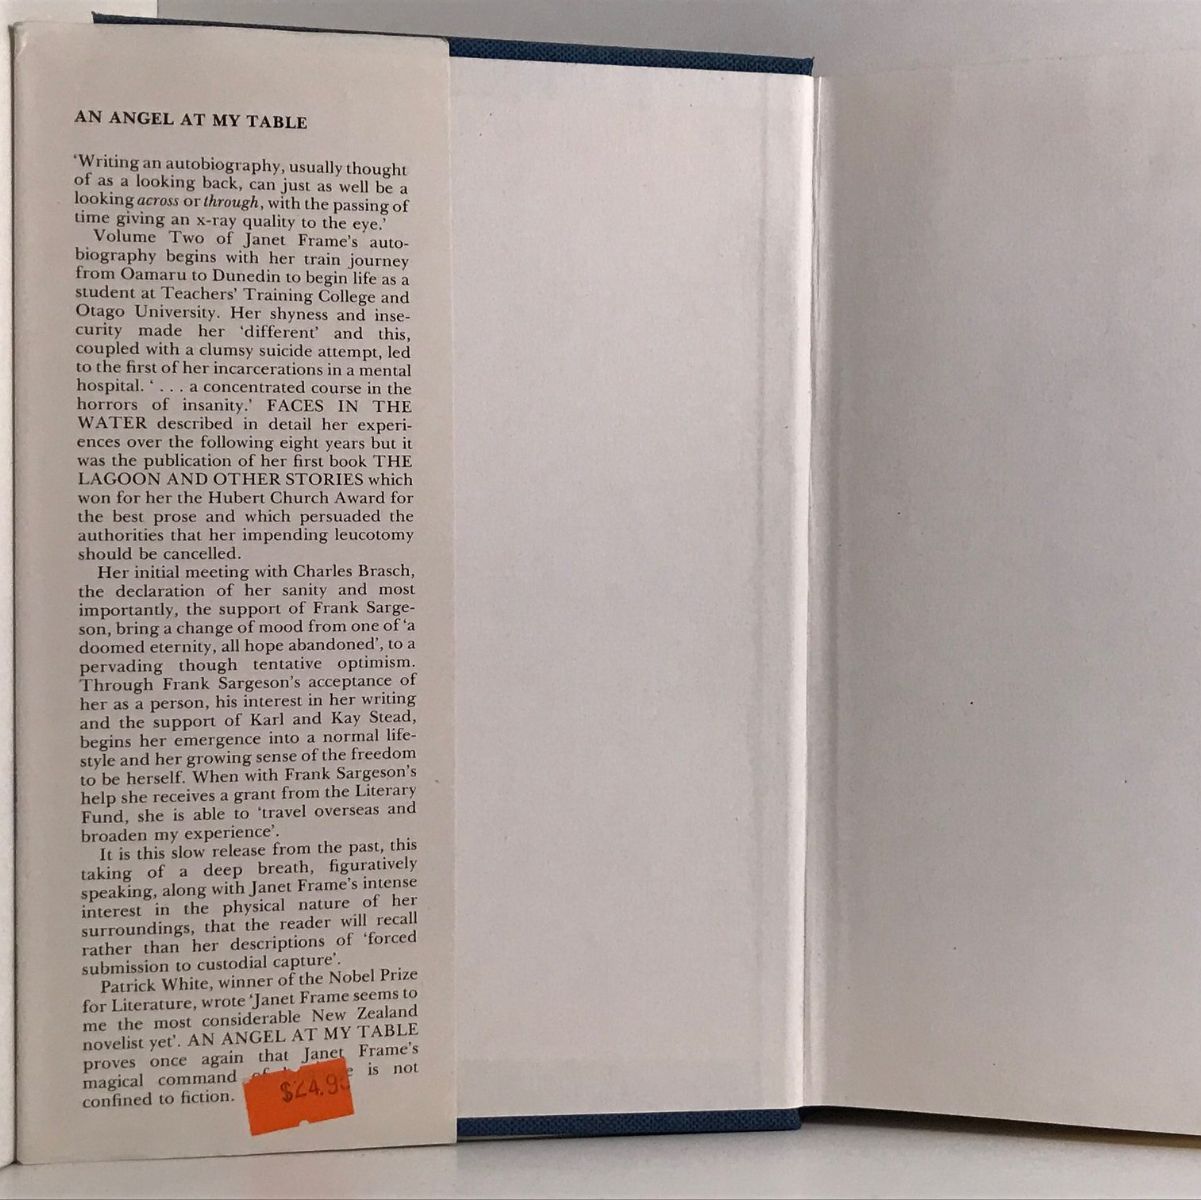 AN ANGEL AT MY TABLE
‘Writing an autobiography, usually thought
of as a looking back, can just as well be a
looking across or through, with the passing of
time giving an x-ray quality to the eye.’
Volume Two of Janet Frame’s auto-
biography begins with her train journey
from Oamaru to Dunedin to begin life as a
student at Teachers’ Training College and
Otago University. Her shyness and inse-
curity made her ‘different’ and this,
coupled with a clumsy suicide attempt, led
to the first of her incarcerations in a mental
hospital. ‘ . . . a concentrated course in the
horrors of insanity.’ FACES IN THE
WATER described in detail her experi-
ences over the following eight years but it
was the publication of her first book THE
LAGOON AND OTHER STORIES which
won for her the Hubert Church Award for
the best prose and which persuaded the
authorities that her impending leucotomy
should be cancelled.
Her initial meeting with Charles Brasch,
the declaration of her sanity and most
importantly, the support of Frank Sarge-
son, bring a change of mood from one of ‘a
doomed eternity, all hope abandoned’, to a
pervading though tentative optimism.
Through Frank Sargeson’s acceptance of
her as a person, his interest in her writing
and the support of Karl and Kay Stead,
begins her emergence into a normal life-
style and her growing sense of the freedom
to be herself. When with Frank Sargeson’s
help she receives a grant from the Literary
Fund, she is able to ‘travel overseas and
broaden my experience’.
It is this slow release from the past, this
taking of a deep breath, figuratively
speaking, along with Janet Frame’s intense
interest in the physical nature of her
surroundings, that the reader will recall
rather than her descriptions of ‘forced
submission to custodial capture’.
Patrick White, winner of the Nobel Prize
for Literature, wrote ‘Janet Frame seems to
me the most considerable New Zealand
novelist yet’. AN ANGEL AT MY TABLE
proves once again that Janet Frame’s
magical command is not
confined to fiction.